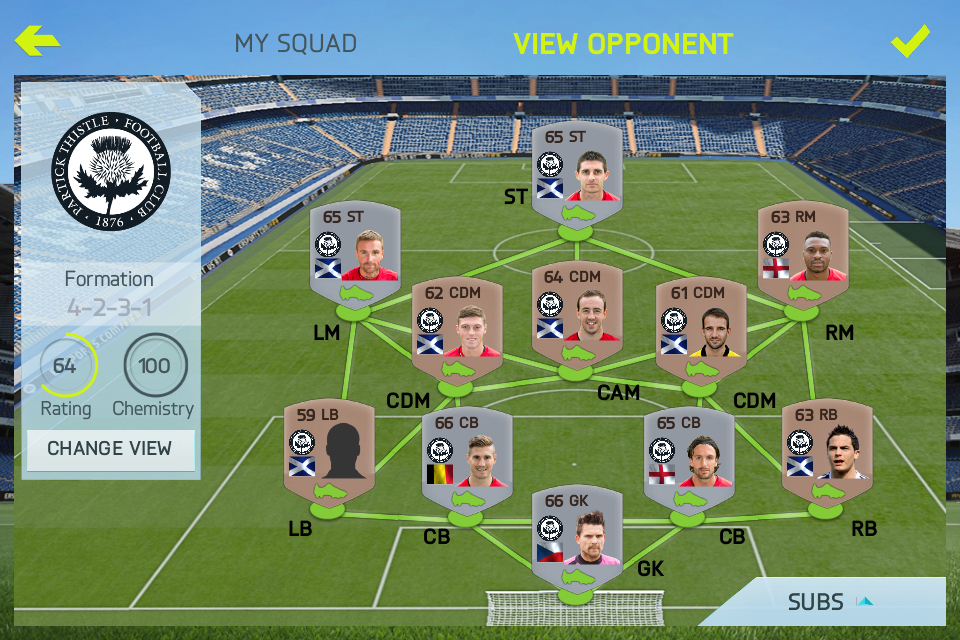 MY SQUAD
VIEW OPPONENT
PARTICK THISTLE · FOOTBALL CLUB
· 1876 ·
Formation
4-2-3-1
64
100
Rating
Chemistry
CHANGE VIEW
65 ST
ST
65 ST
LM
63 RM
RM
62 CDM
CDM
64 CDM
CAM
61 CDM
CDM
59 LB
LB
66 CB
CB
65 CB
CB
63 RB
RB
66 GK
GK
SUBS